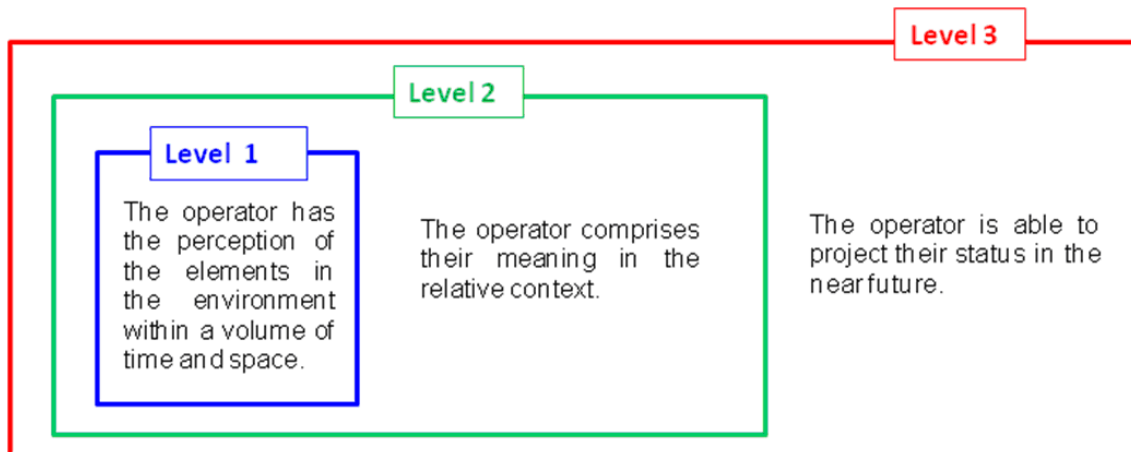 Level 3
Level 2
Level 1
The operator has
the perception of
the elements in
the environment
within a volume of
time and space.
The operator comprises
their meaning in the
relative context.
The operator is able to
project their status in the
near future.